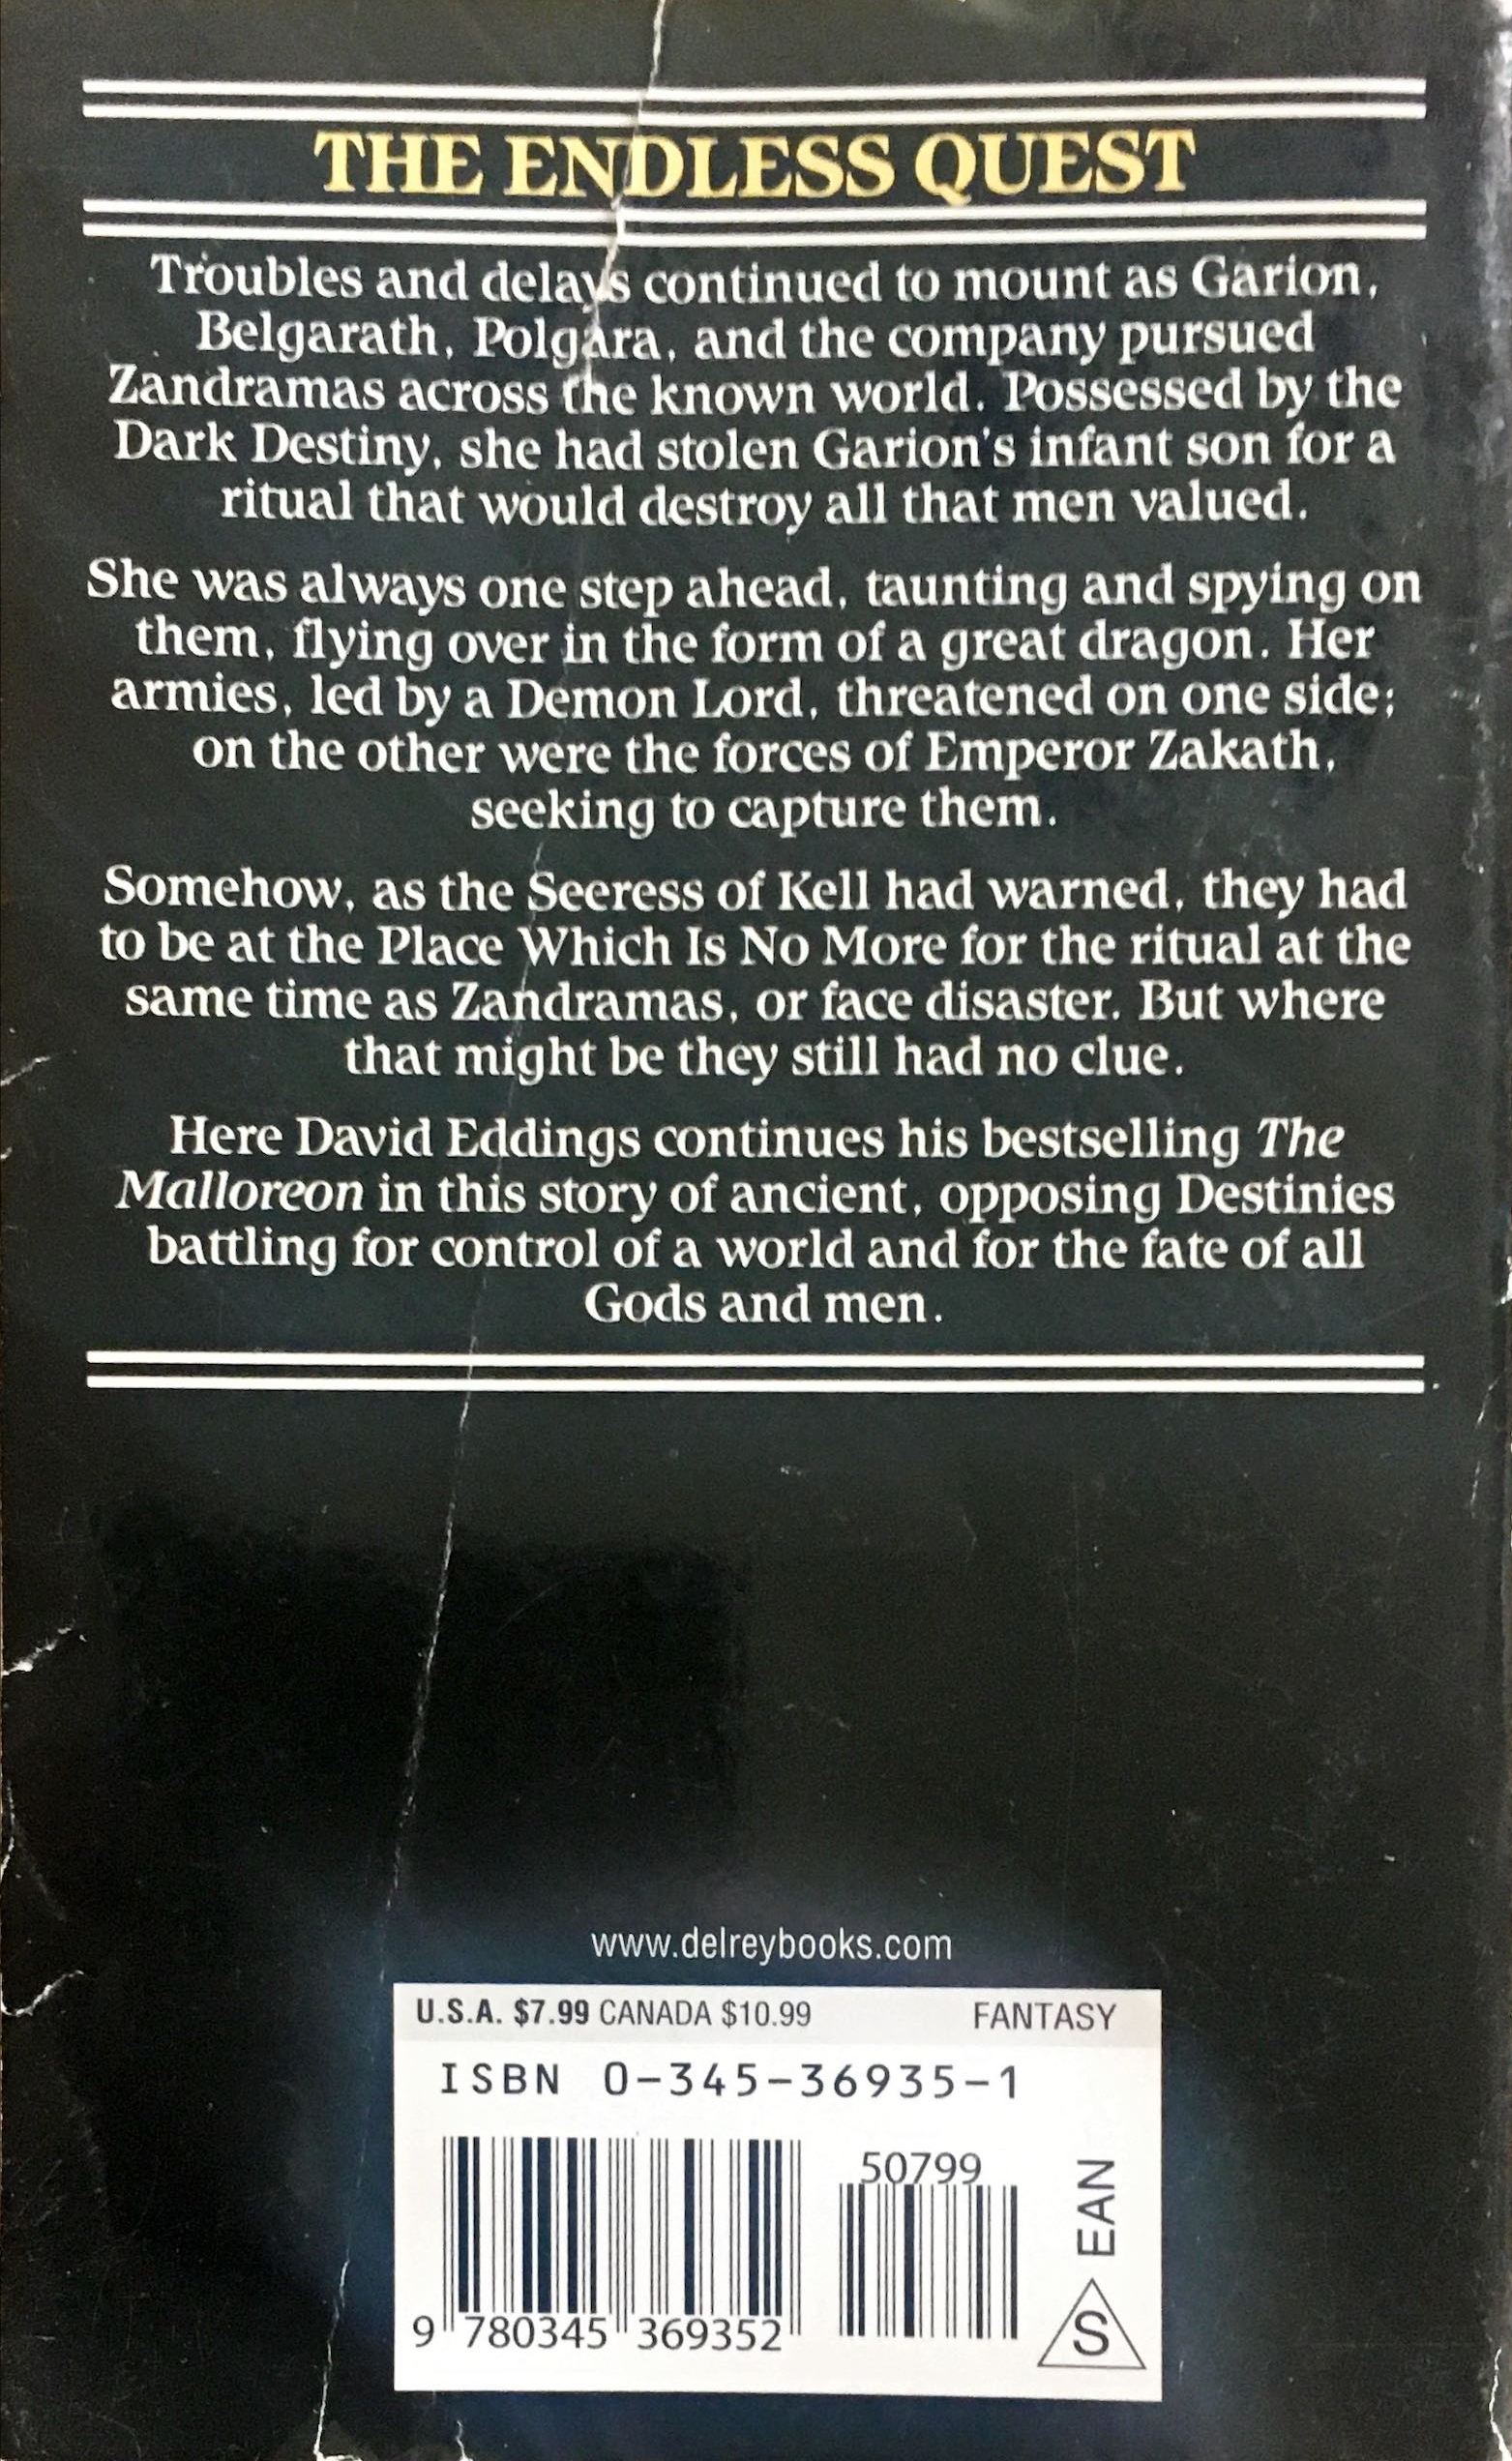 THE ENDLESS QUEST
Troubles and delays continued to mount as Garion,
Belgarath, Polgara, and the company pursued
Zandramas across the known world. Possessed by the
Dark Destiny, she had stolen Garion's infant son for a
ritual that would destroy all that men valued.
She was always one step ahead, taunting and spying on
them, flying over in the form of a great dragon. Her
armies, led by a Demon Lord, threatened on one side;
on the other were the forces of Emperor Zakath,
seeking to capture them.
Somehow, as the Seeress of Kell had warned, they had
to be at the Place Which Is No More for the ritual at the
same time as Zandramas, or face disaster. But where
that might be they still had no clue.
Here David Eddings continues his bestselling The
Malloreon in this story of ancient, opposing Destinies
battling for control of a world and for the fate of all
Gods and men.
www.delreybooks.com
U.S.A. $7.99 CANADA $10.99 FANTASY
ISBN 0-345-36935-1
50799
EAN
S
9 780345 369352